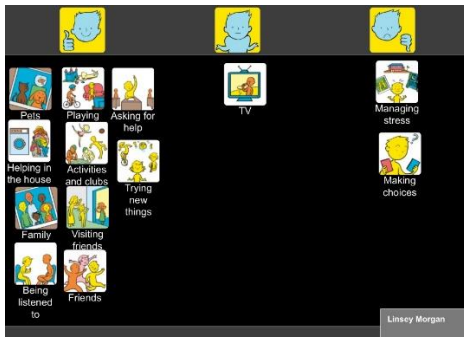 Pets
Playing
Asking for
help
TV
Managing
stress
Helping in
the house
Activities
and clubs
Trying
new
things
Making
choices
Family
Visiting
friends
Being
listened
to
Friends
Linsey Morgan